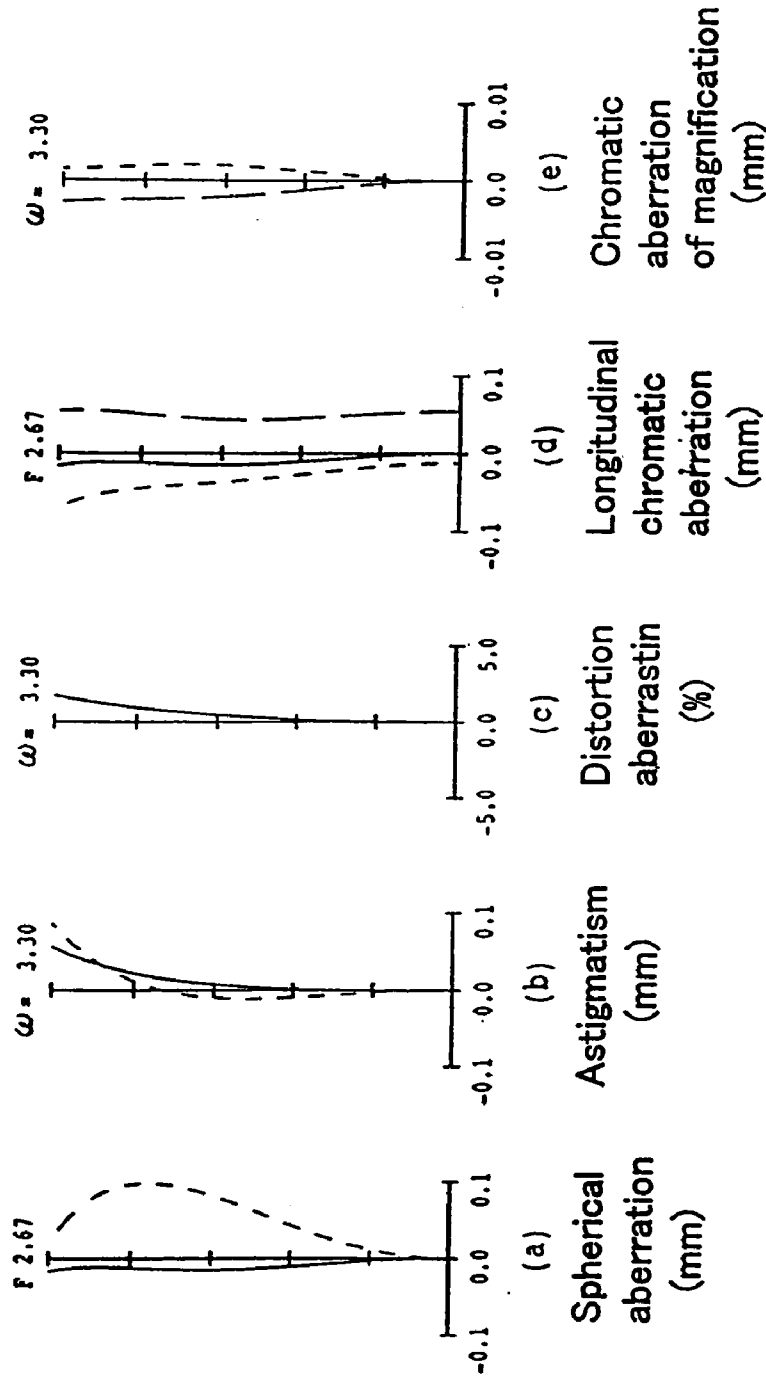 F 2.67
-0.1 0.0 0.1
(a)
Spherical
aberration
(mm)
ω= 3.30
-0.1 -0.0 0.1
(b)
Astigmatism
(mm)
ω= 3.30
-5.0 0.0 5.0
(c)
Distortion
aberrastin
(%)
F 2.67
-0.1 0.0 0.1
(d)
Longitudinal
chromatic
aberration
(mm)
ω= 3.30
-0.01 0.0 0.01
(e)
Chromatic
aberration
of magnification
(mm)